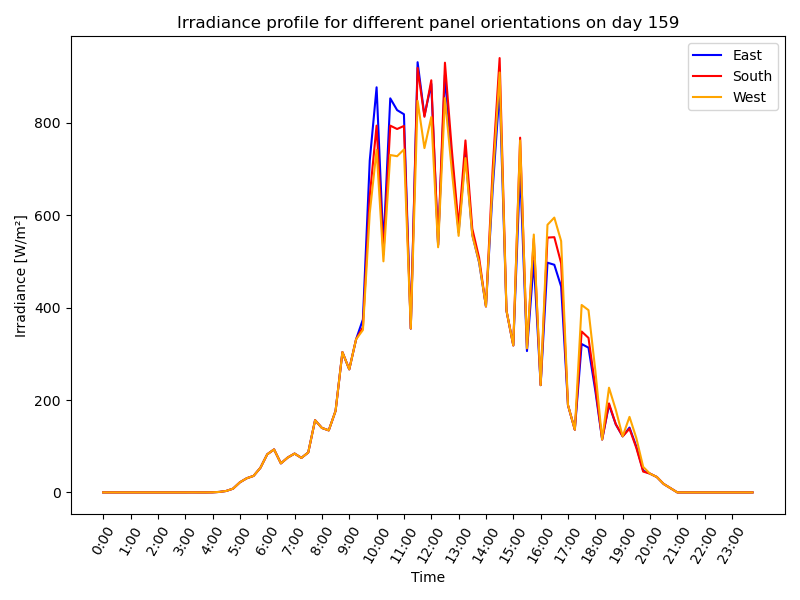 Irradiance profile for different panel orientations on day 159
East
South
West
Irradiance [W/m²]
800
600
400
200
0
0:00 1:00 2:00 3:00 4:00 5:00 6:00 7:00 8:00 9:00 10:00 11:00 12:00 13:00 14:00 15:00 16:00 17:00 18:00 19:00 20:00 21:00 22:00 23:00
Time